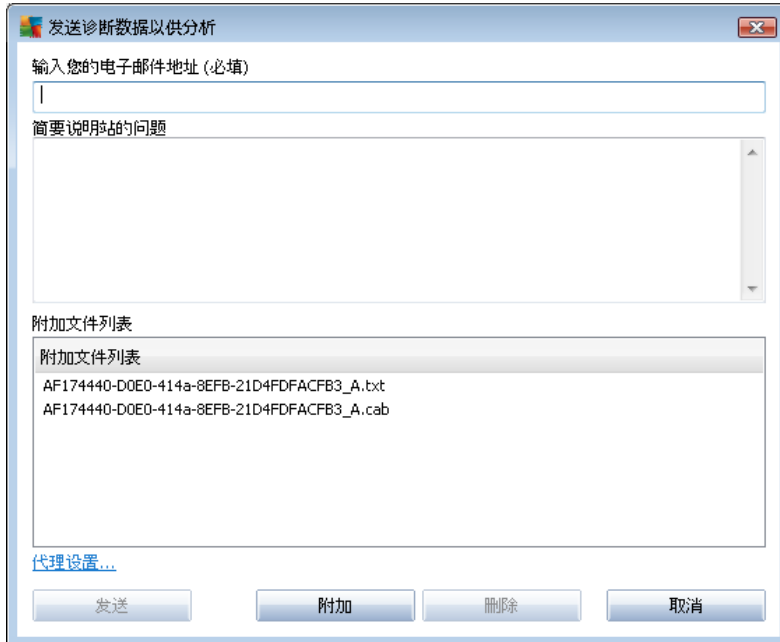 发送诊断数据以供分析
输入您的电子邮件地址 (必填)
简要说明站的问题
附加文件列表
附加文件列表
AF174440-D0E0-414a-8EFB-21D4FDFACFB3_A.txt
AF174440-D0E0-414a-8EFB-21D4FDFACFB3_A.cab
代理设置...
发送 附加 删除 取消